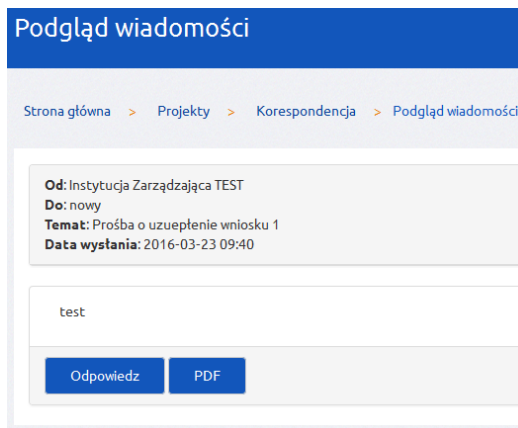 Podgląd wiadomości
Strona główna > Projekty > Korespondencja > Podgląd wiadomości
Od: Instytucja Zarządzająca TEST
Do: nowy
Temat: Prośba o uzuepłenie wniosku 1
Data wysłania: 2016-03-23 09:40
test
Odpowiedz PDF